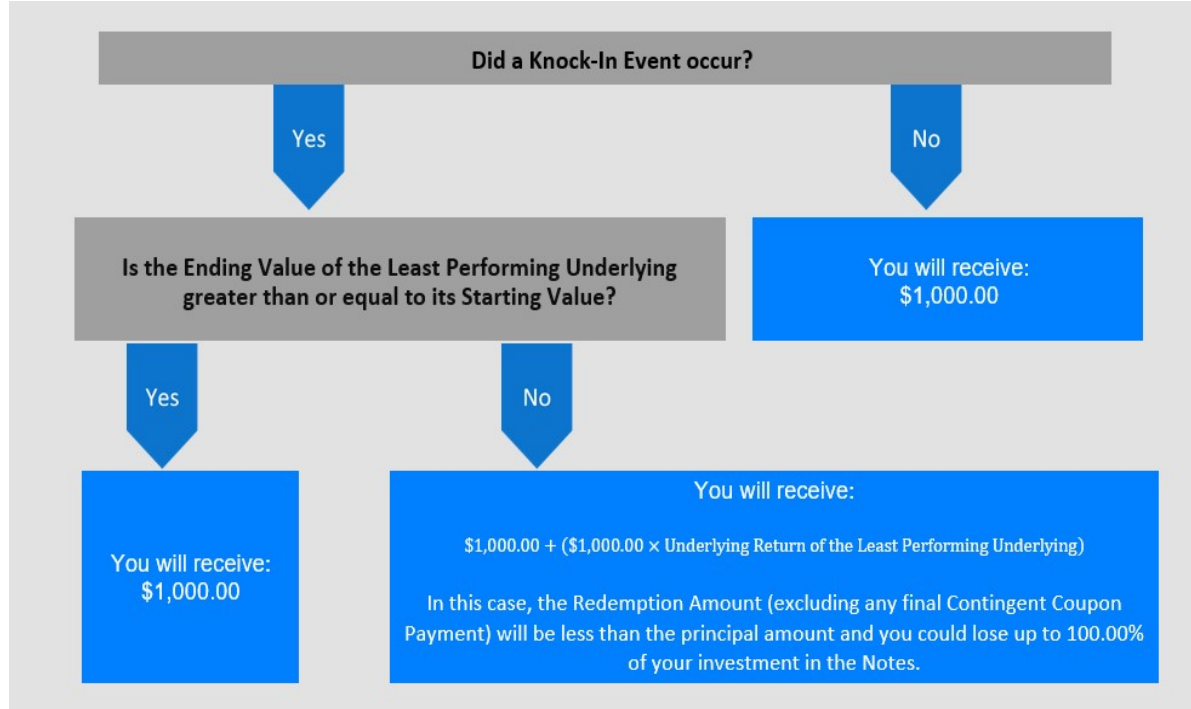 Did a Knock-In Event occur?
Yes
No
Is the Ending Value of the Least Performing Underlying
greater than or equal to its Starting Value?
You will receive:
$1,000.00
Yes
No
You will receive:
$1,000.00
You will receive:
$1,000.00 + ($1,000.00 × Underlying Return of the Least Performing Underlying)
In this case, the Redemption Amount (excluding any final Contingent Coupon
Payment) will be less than the principal amount and you could lose up to 100.00%
of your investment in the Notes.